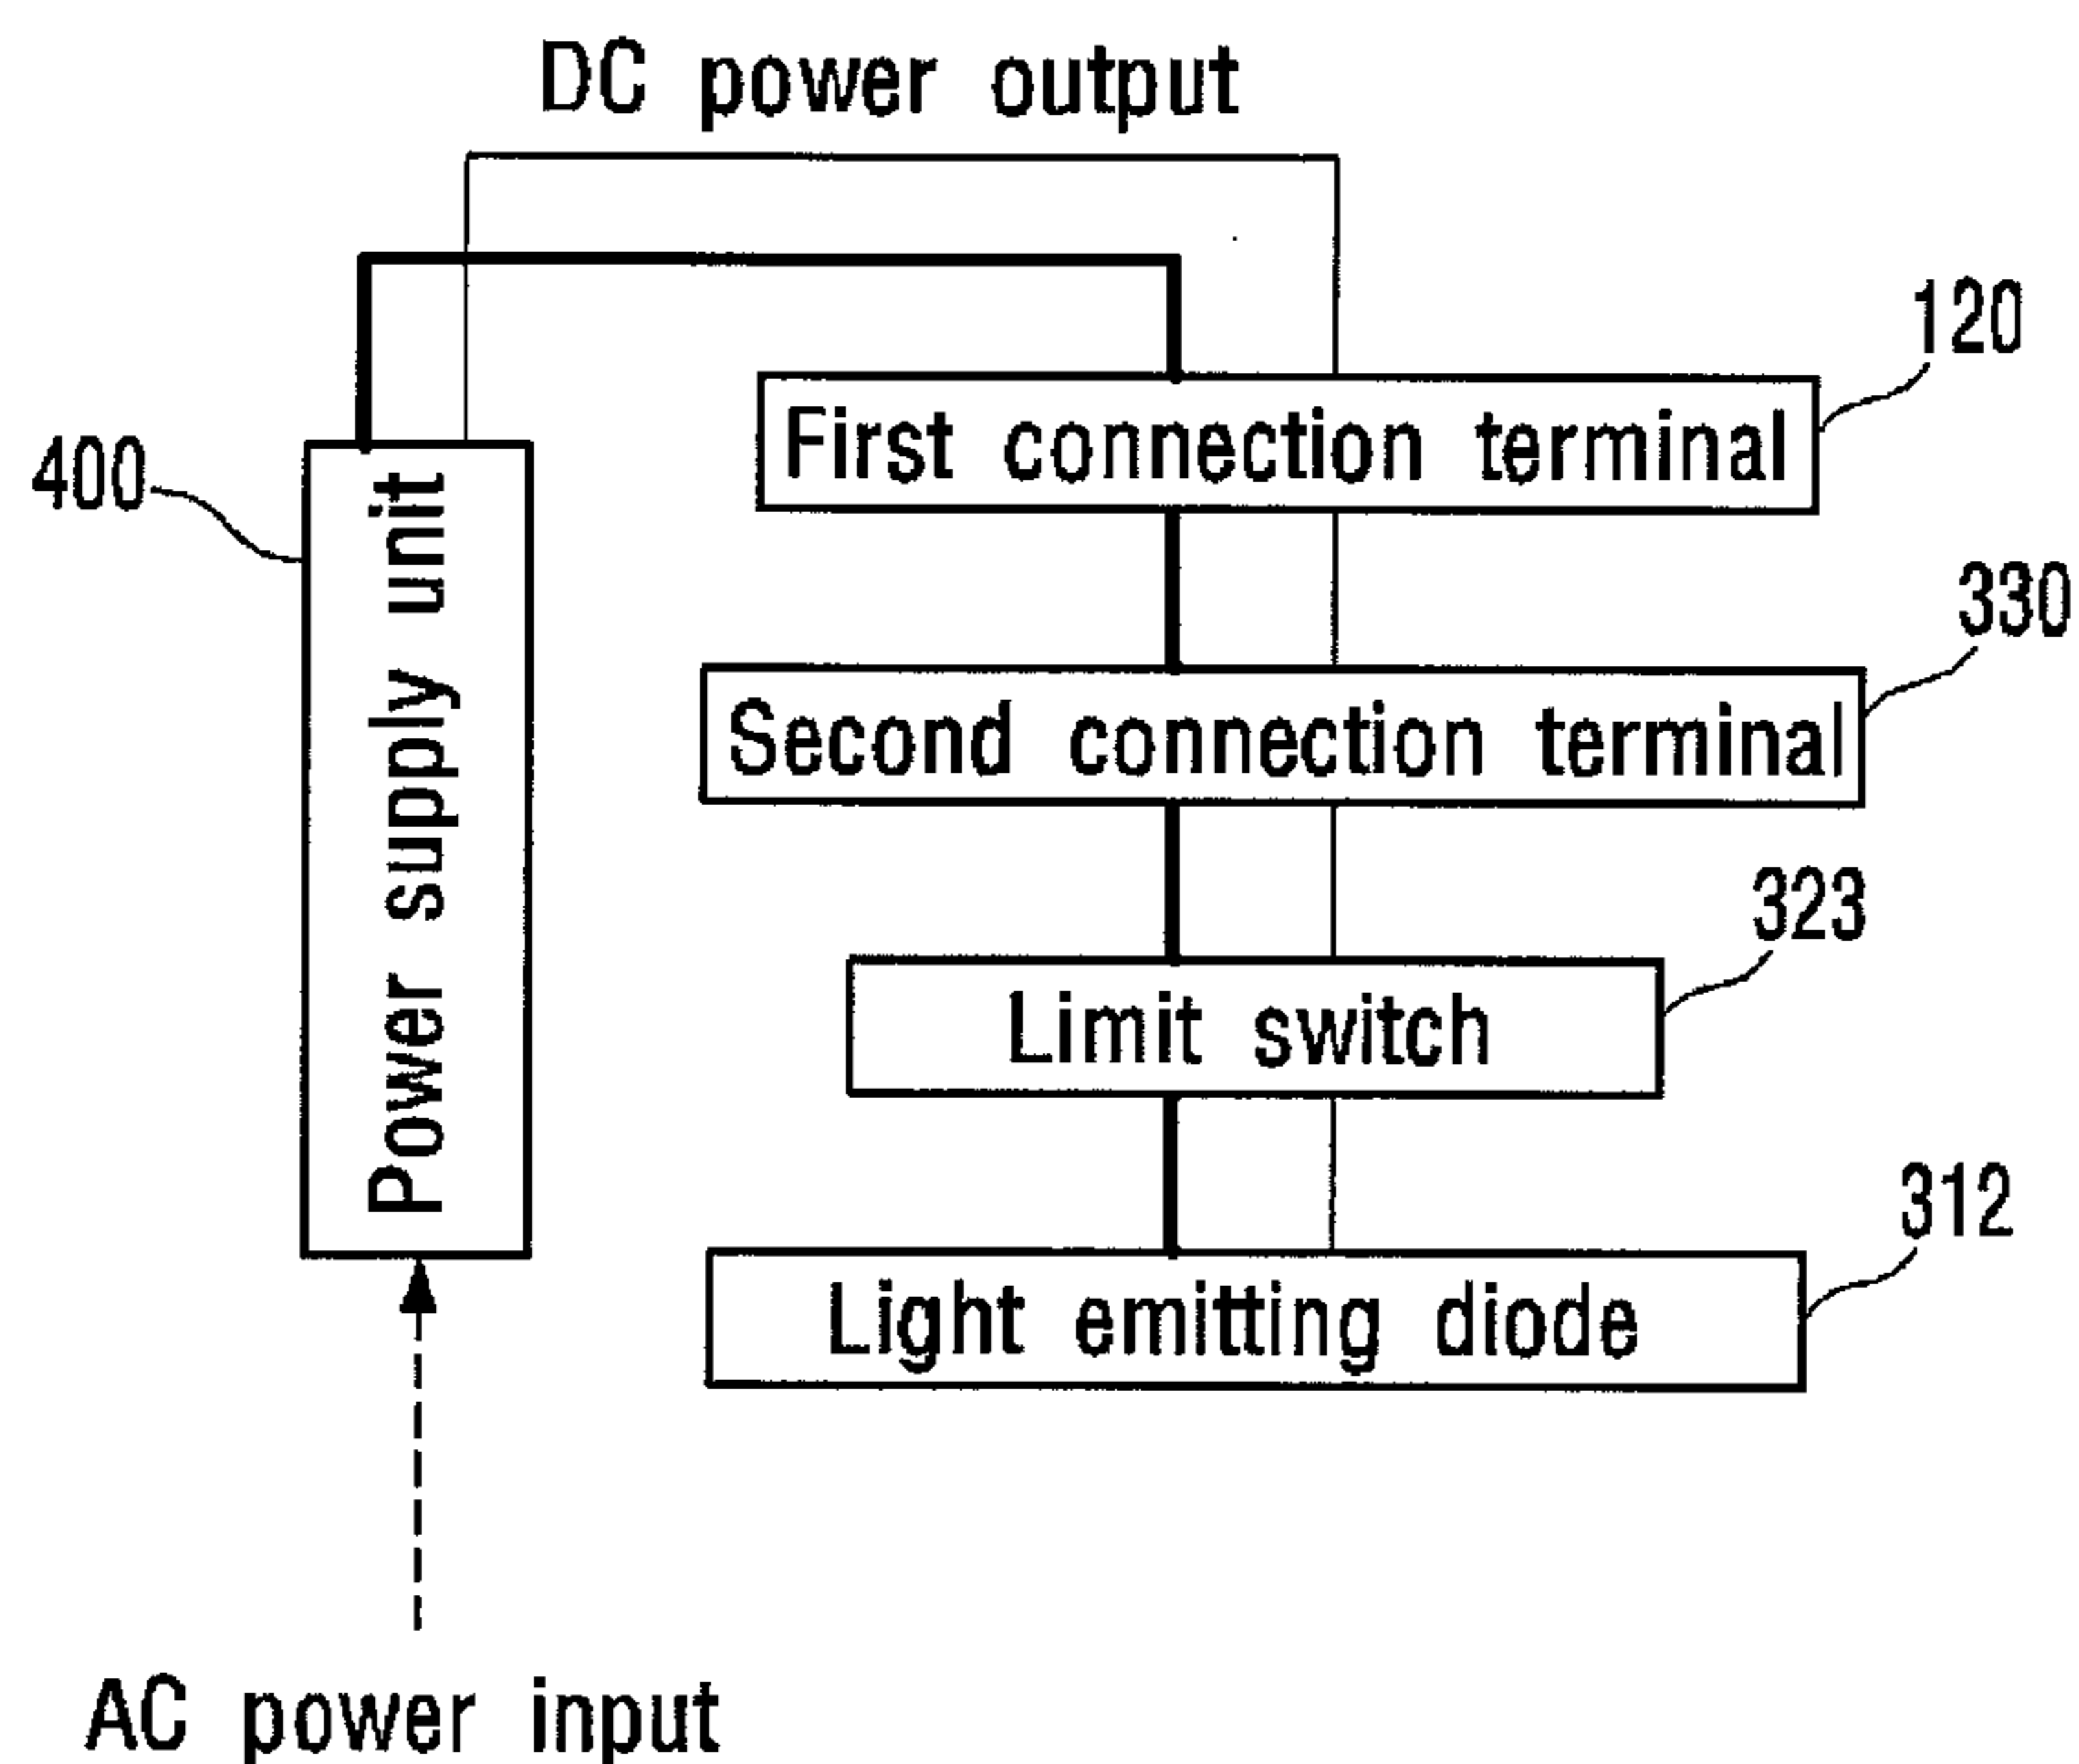 DC power output
120
First connection terminal
400
Power supply unit
330
Second connection terminal
323
Limit switch
312
Light emitting diode
AC power input